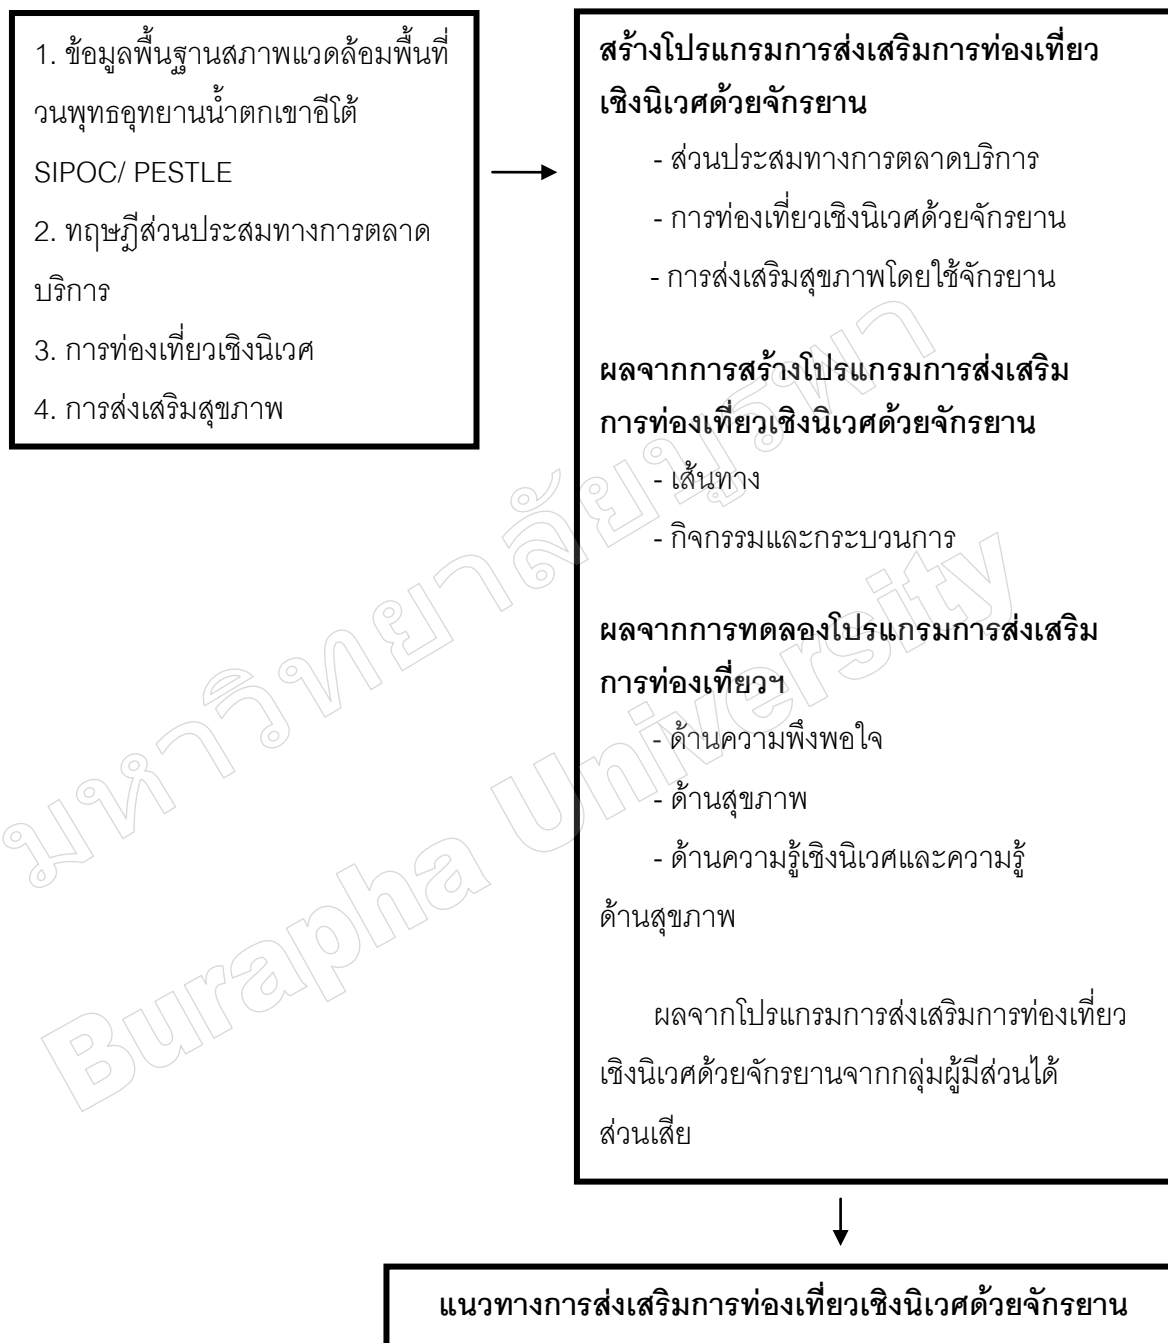 1. ข้อมูลพื้นฐานสภาพแวดล้อมพื้นที่
วนพุทธอุทยานน้ำตกเขาอีโต้
SIPOC/ PESTLE
2. ทฤษฎีส่วนประสมทางการตลาด
บริการ
3. การท่องเที่ยวเชิงนิเวศ
4. การส่งเสริมสุขภาพ
สร้างโปรแกรมการส่งเสริมการท่องเที่ยว
เชิงนิเวศด้วยจักรยาน
- ส่วนประสมทางการตลาดบริการ
- การท่องเที่ยวเชิงนิเวศด้วยจักรยาน
- การส่งเสริมสุขภาพโดยใช้จักรยาน
ผลจากการสร้างโปรแกรมการส่งเสริม
การท่องเที่ยวเชิงนิเวศด้วยจักรยาน
- เส้นทาง
- กิจกรรมและกระบวนการ
ผลจากการทดลองโปรแกรมการส่งเสริม
การท่องเที่ยวฯ
- ด้านความพึงพอใจ
- ด้านสุขภาพ
- ด้านความรู้เชิงนิเวศและความรู้
ด้านสุขภาพ
ผลจากโปรแกรมการส่งเสริมการท่องเที่ยว
เชิงนิเวศด้วยจักรยานจากกลุ่มผู้มีส่วนได้
ส่วนเสีย
แนวทางการส่งเสริมการท่องเที่ยวเชิงนิเวศด้วยจักรยาน
มหาวิทยาลัยบูรพา
Burapha University